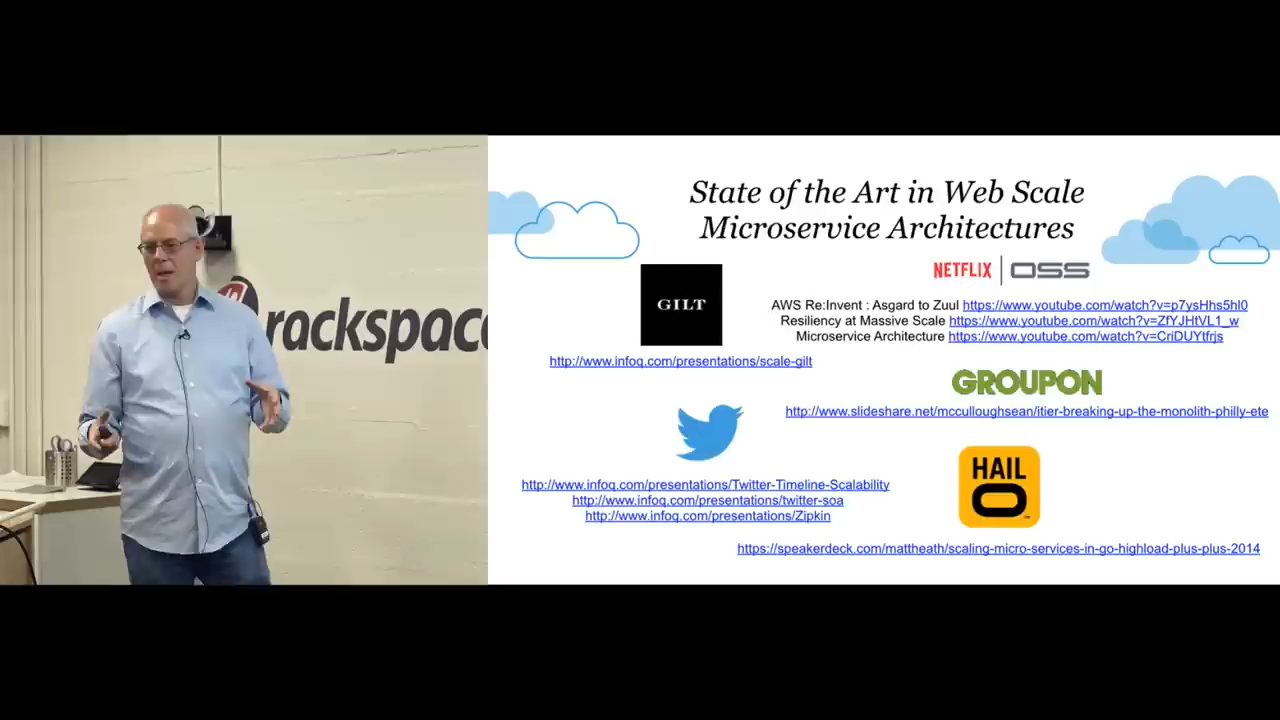 rackspace
State of the Art in Web Scale
Microservice Architectures
GILT
http://www.infoq.com/presentations/scale-gilt
NETFLIX | OSS
AWS Re:Invent : Asgard to Zuul https://www.youtube.com/watch?v=p7ysHhs5hl0
Resiliency at Massive Scale https://www.youtube.com/watch?v=ZfYJHtVL1_w
Microservice Architecture https://www.youtube.com/watch?v=CriDUYtfrjs
GROUPON
http://www.slideshare.net/mcculloughsean/itier-breaking-up-the-monolith-philly-ete
http://www.infoq.com/presentations/Twitter-Timeline-Scalability
http://www.infoq.com/presentations/twitter-soa
http://www.infoq.com/presentations/Zipkin
HAIL
O
https://speakerdeck.com/mattheath/scaling-micro-services-in-go-highload-plus-plus-2014